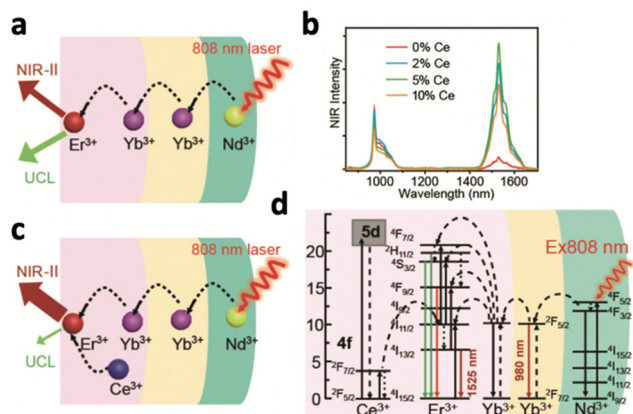 a
808 nm laser
NIR-II
Er³⁺
Yb³⁺
Yb³⁺
Nd³⁺
UCL
b
NIR Intensity
0% Ce
2% Ce
5% Ce
10% Ce
1000
1200
1400
1600
Wavelength (nm)
c
808 nm laser
NIR-II
Er³⁺
Yb³⁺
Yb³⁺
Nd³⁺
UCL
Ce³⁺
d
Ex808 nm
20
15
10
5
0
5d
4f
²F₇/₂
²F₅/₂
Ce³⁺
⁴F₇/₂
²H₁₁/₂
⁴S₃/₂
⁴F₉/₂
⁴I₉/₂
⁴I₁₁/₂
⁴I₁₃/₂
⁴I₁₅/₂
1525 nm
Er³⁺
Yb³⁺
²F₅/₂
980 nm
²F₇/₂
Yb³⁺
⁴F₅/₂
⁴F₃/₂
⁴I₁₅/₂
⁴I₁₃/₂
⁴I₁₁/₂
⁴I₉/₂
Nd³⁺